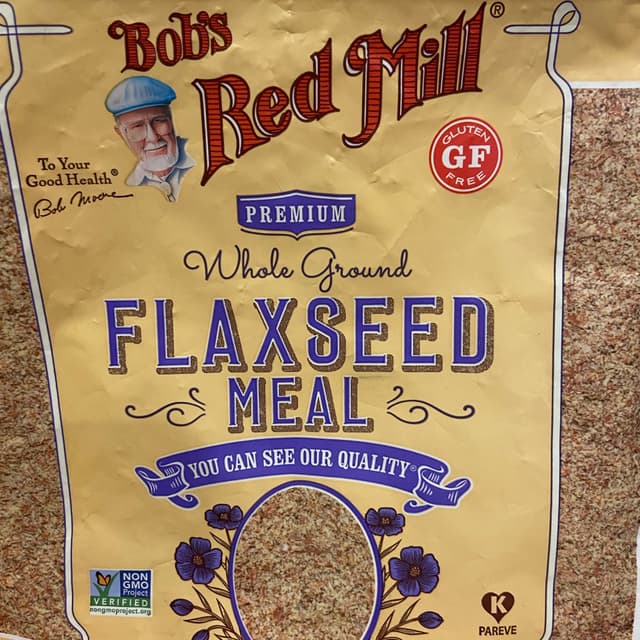 Bob's
Red Mill®
To Your
Good Health®
Bob Moore
GLUTEN
GF
FREE
PREMIUM
Whole Ground
FLAXSEED
MEAL
YOU CAN SEE OUR QUALITY®
NON
GMO
Project
VERIFIED
nongmoproject.org
K
PAREVE